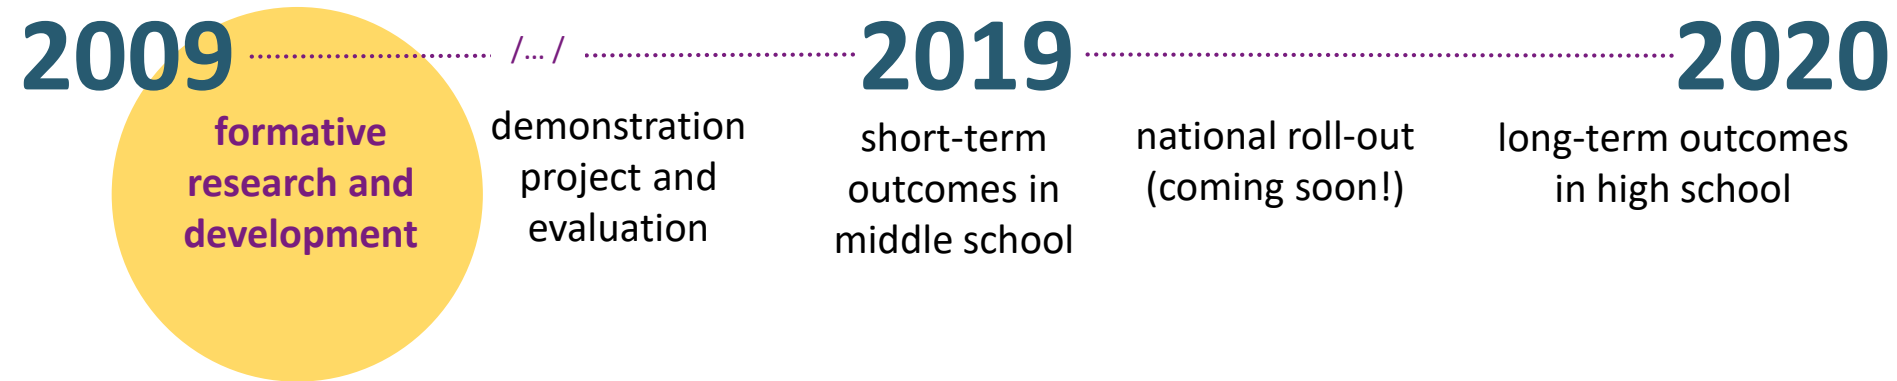 2009 /... / 2019 2020
formative
research and
development
demonstration
project and
evaluation
short-term
outcomes in
middle school
national roll-out
(coming soon!)
long-term outcomes
in high school